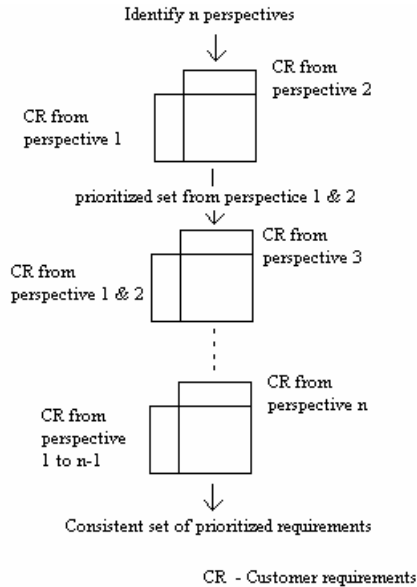 Identify n perspectives
CR from
perspective 2
CR from
perspective 1
prioritized set from perspectice 1 & 2
CR from
perspective 3
CR from
perspective 1 & 2
CR from
perspective n
CR from
perspective
1 to n-1
Consistent set of prioritized requirements
CR - Customer requirements